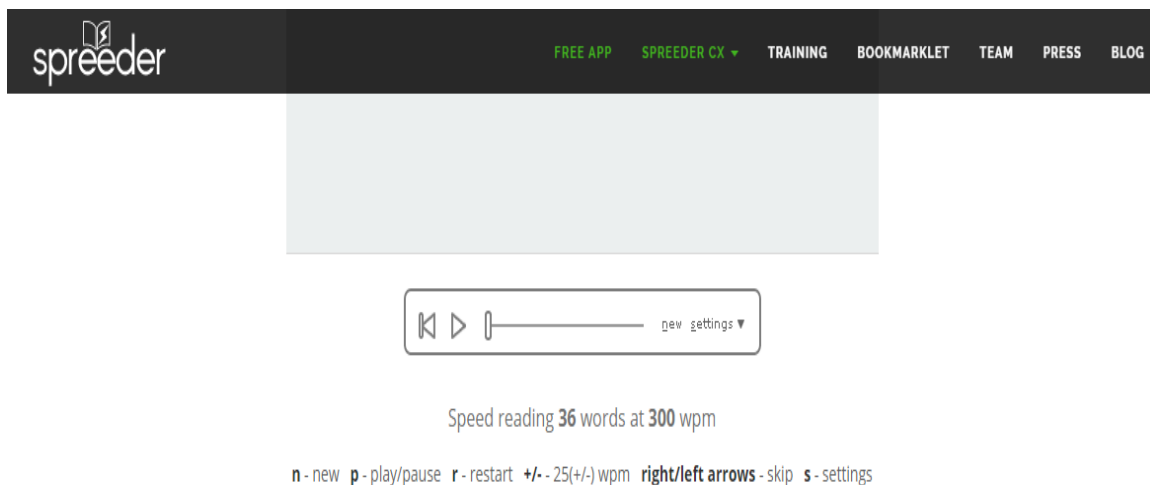 spreeder FREE APP SPREEDER CX ▾ TRAINING BOOKMARKLET TEAM PRESS BLOG
new settings ▼
Speed reading 36 words at 300 wpm
n - new p - play/pause r - restart +/- - 25(+/-) wpm right/left arrows - skip s - settings